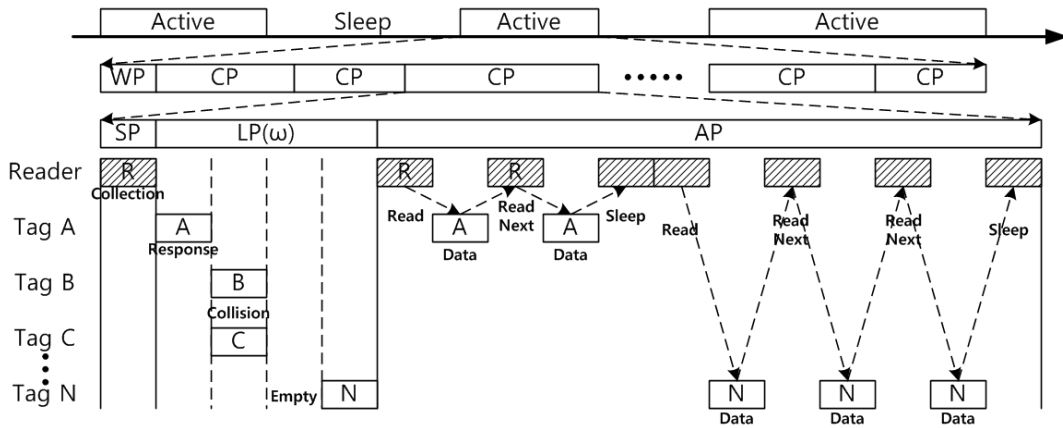 Active Sleep Active Active
WP CP CP CP CP CP
SP LP(ω) AP
Reader R R R
Collection
Read Read Next Sleep Read Read Next Read Next Sleep
Tag A A A A
Response Data Data
Tag B B
Collision
Tag C C
Tag N Empty N N N N
Data Data Data